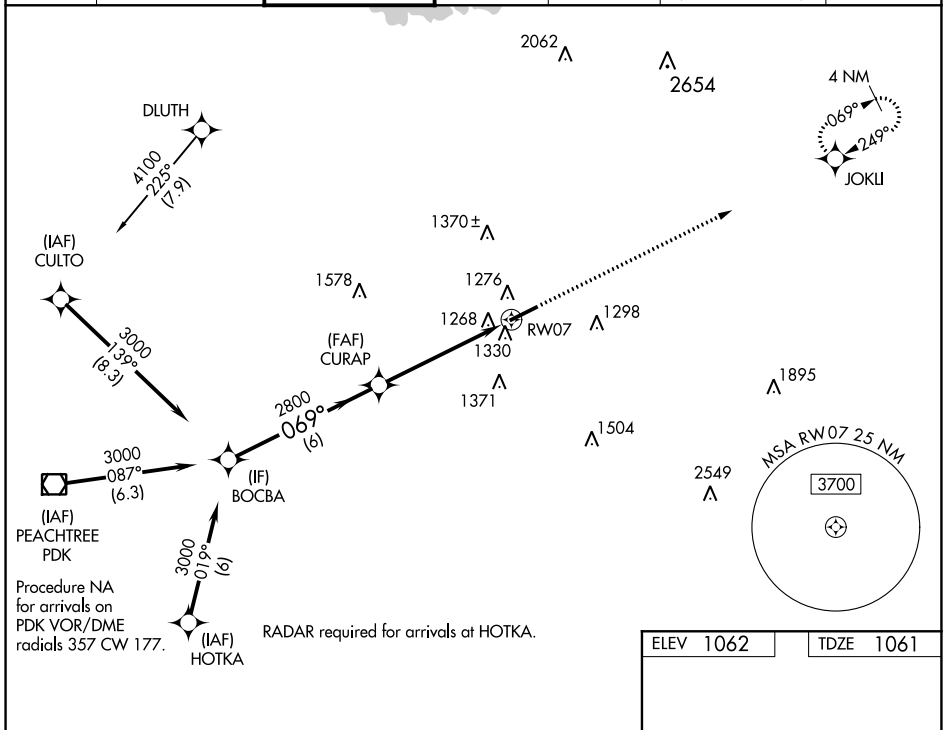 2062
2654
4 NM
069°
249°
JOKLI
DLUTH
4100
225°
(7.9)
(IAF)
CULTO
1370±
1578
1276
1268
RW07
1298
1330
3000
139°
(8.3)
(FAF)
CURAP
1371
1895
2800
069°
(6)
1504
MSA RW07 25 NM
3700
2549
3000
087°
(6.3)
(IF)
BOCBA
(IAF)
PEACHTREE
PDK
3000
019°
(6)
Procedure NA
for arrivals on
PDK VOR/DME
radials 357 CW 177.
(IAF)
HOTKA
RADAR required for arrivals at HOTKA.
ELEV 1062
TDZE 1061